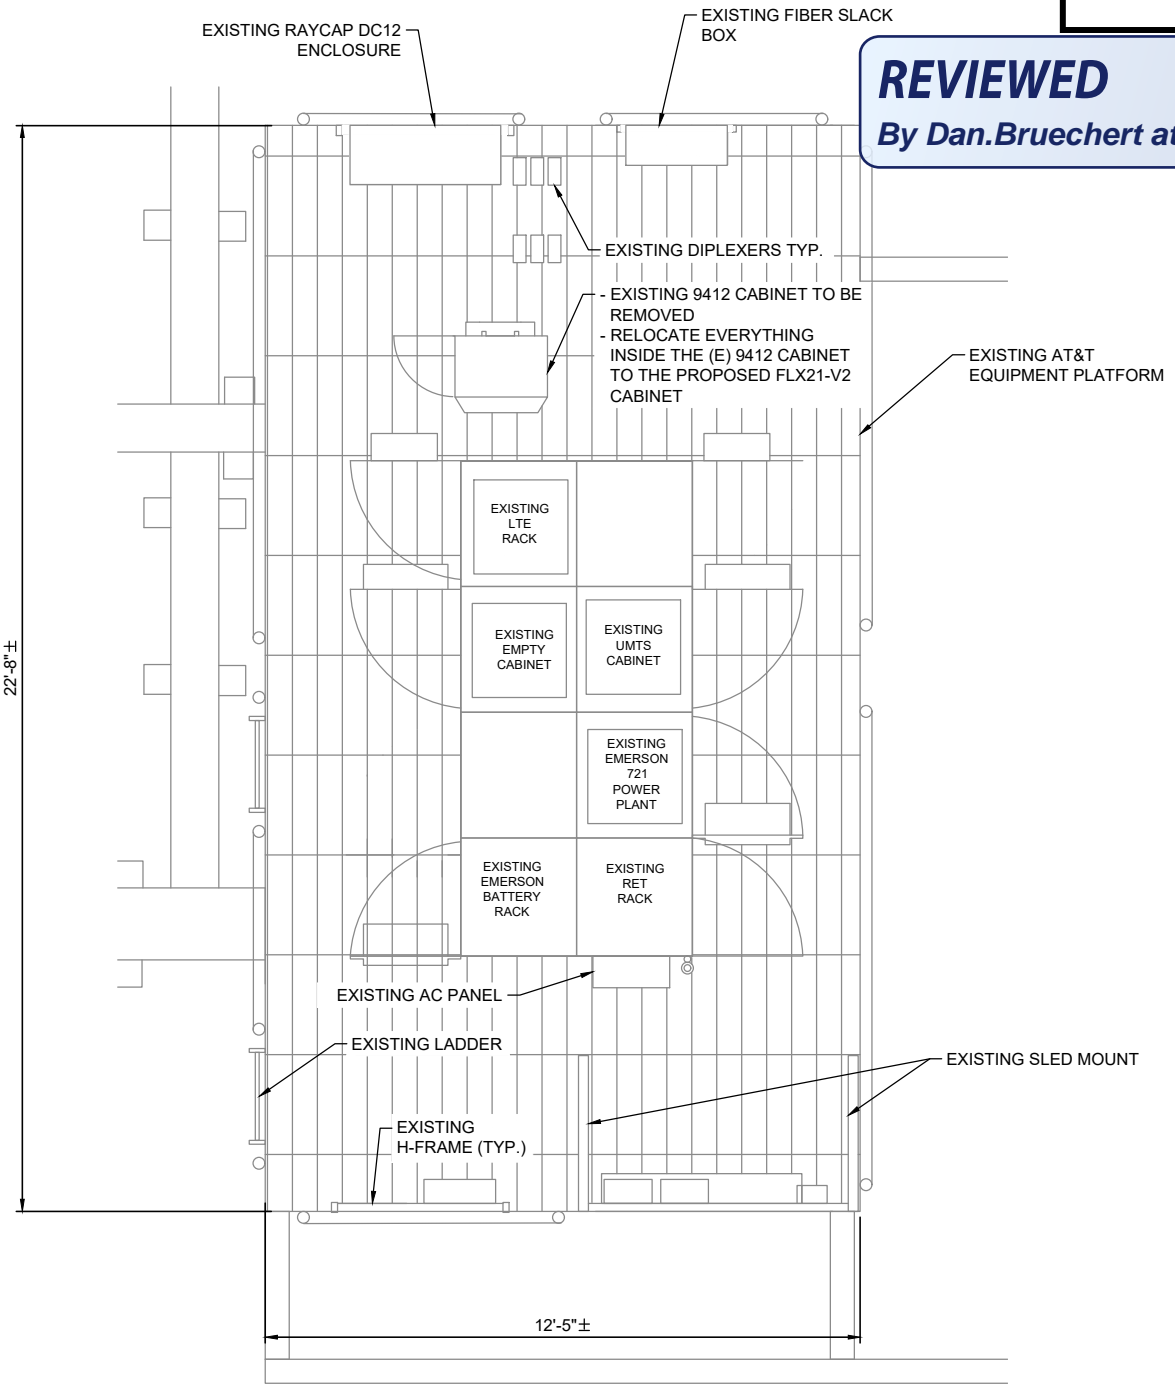 EXISTING RAYCAP DC12
ENCLOSURE
EXISTING FIBER SLACK
BOX
REVIEWED
By Dan.Bruechert at
EXISTING DIPLEXERS TYP.
- EXISTING 9412 CABINET TO BE
REMOVED
- RELOCATE EVERYTHING
INSIDE THE (E) 9412 CABINET
TO THE PROPOSED FLX21-V2
CABINET
EXISTING AT&T
EQUIPMENT PLATFORM
EXISTING
LTE
RACK
EXISTING
EMPTY
CABINET
EXISTING
UMTS
CABINET
22'-8"±
EXISTING
EMERSON
721
POWER
PLANT
EXISTING
EMERSON
BATTERY
RACK
EXISTING
RET
RACK
EXISTING AC PANEL
EXISTING LADDER
EXISTING SLED MOUNT
EXISTING
H-FRAME (TYP.)
12'-5"±